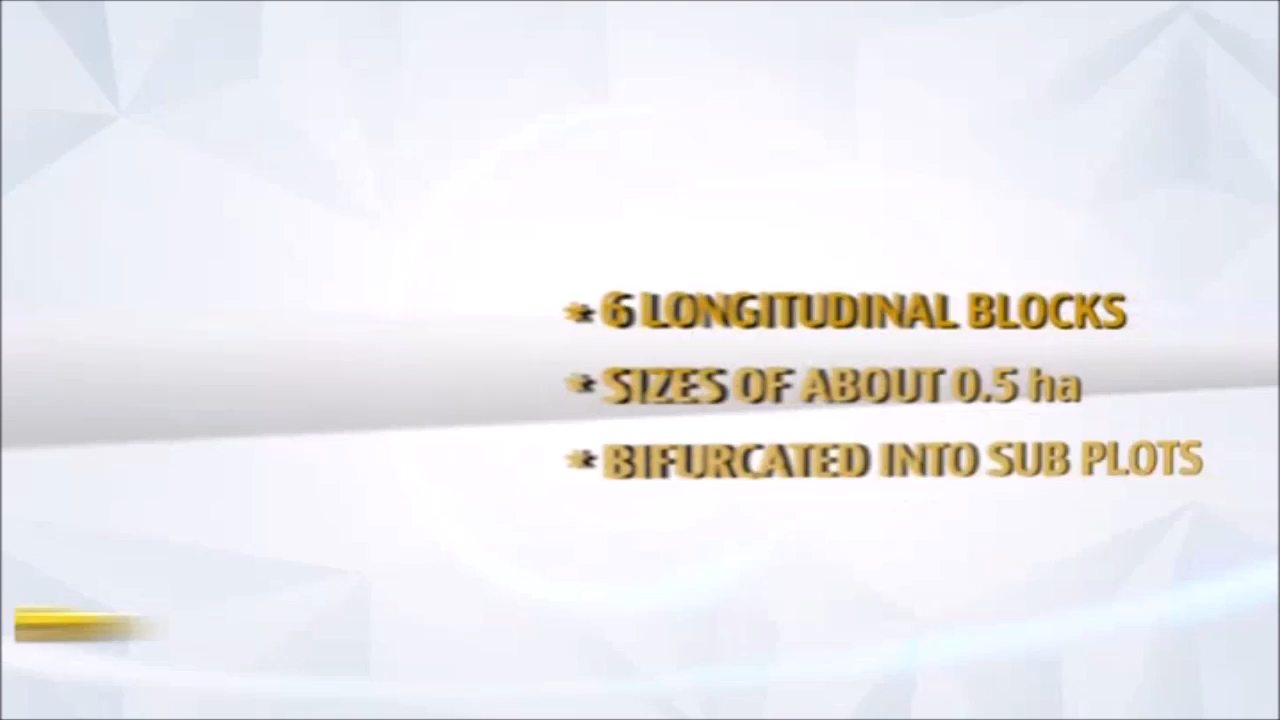 * 6 LONGITUDINAL BLOCKS
* SIZES OF ABOUT 0.5 ha
* BIFURCATED INTO SUB PLOTS